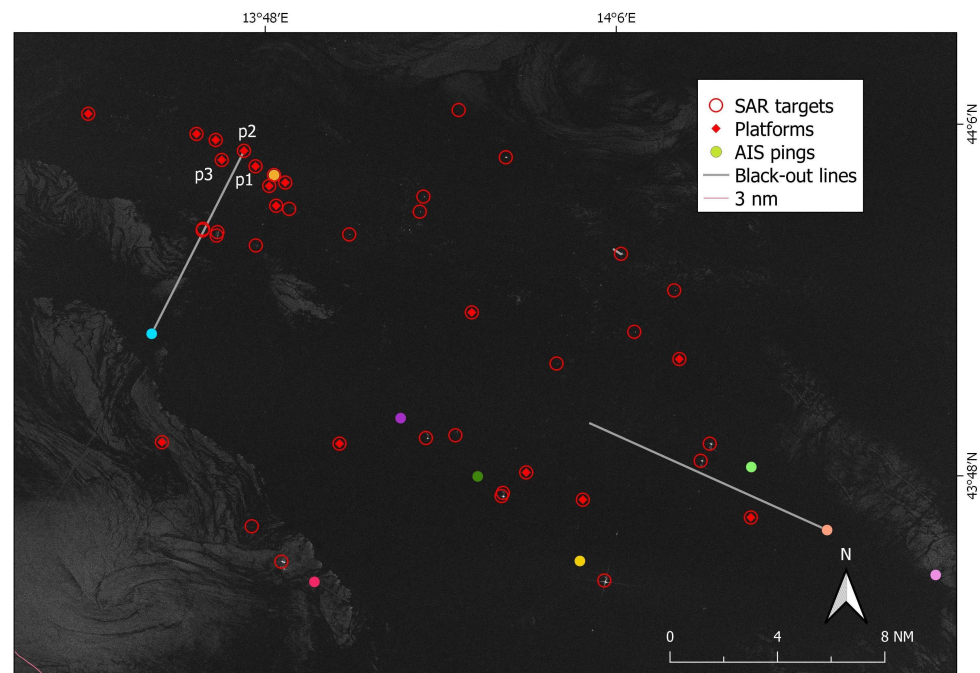 13°48′E 14°6′E
SAR targets
Platforms
AIS pings
Black-out lines
3 nm
44°6′N
p2
p3 p1
43°48′N
N
0 4 8 NM